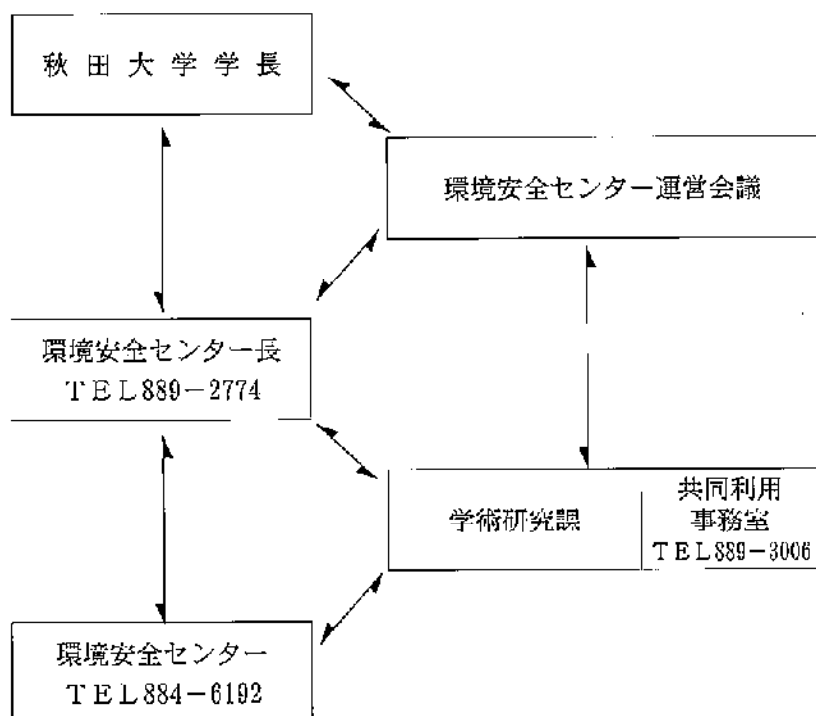 秋田大学学長
環境安全センター運営会議
環境安全センター長
TEL889-2774
学術研究課
共同利用
事務室
TEL889-3006
環境安全センター
TEL884-6192